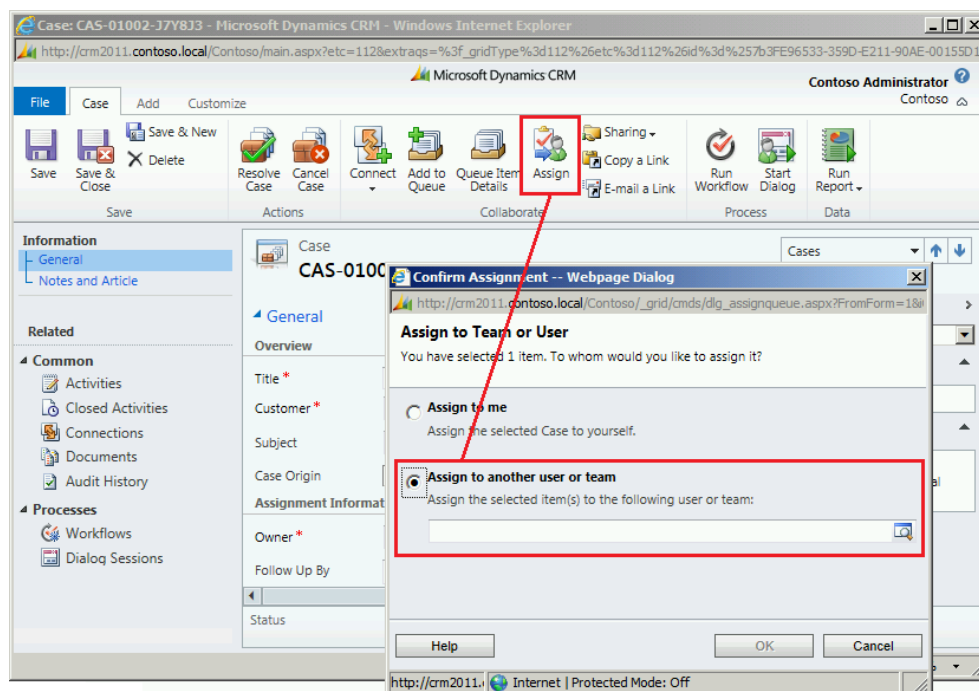 Case: CAS-01002-J7Y8J3 - Microsoft Dynamics CRM - Windows Internet Explorer
http://crm2011.contoso.local/Contoso/main.aspx?etc=112&extraqs=%3f_gridType%3d112%26etc%3d112%26id%3d%257b3FE96533-359D-E211-90AE-00155D1
Microsoft Dynamics CRM
Contoso Administrator
Contoso
File Case Add Customize
Save
Save & Close
Save & New
Delete
Resolve Case
Cancel Case
Connect
Add to Queue
Queue Item Details
Assign
Sharing
Copy a Link
E-mail a Link
Run Workflow
Start Dialog
Run Report
Save Actions Collaborate Process Data
Information
General
Notes and Article
Related
Common
Activities
Closed Activities
Connections
Documents
Audit History
Processes
Workflows
Dialog Sessions
Case
CAS-0100
Cases
General
Overview
Title *
Customer *
Subject
Case Origin
Assignment Informat
Owner *
Follow Up By
Status
Confirm Assignment -- Webpage Dialog
http://crm2011.contoso.local/Contoso/_grid/cmds/dlg_assignqueue.aspx?FromForm=1&i
Assign to Team or User
You have selected 1 item. To whom would you like to assign it?
Assign to me
Assign the selected Case to yourself.
Assign to another user or team
Assign the selected item(s) to the following user or team:
Help OK Cancel
http://crm2011. Internet | Protected Mode: Off